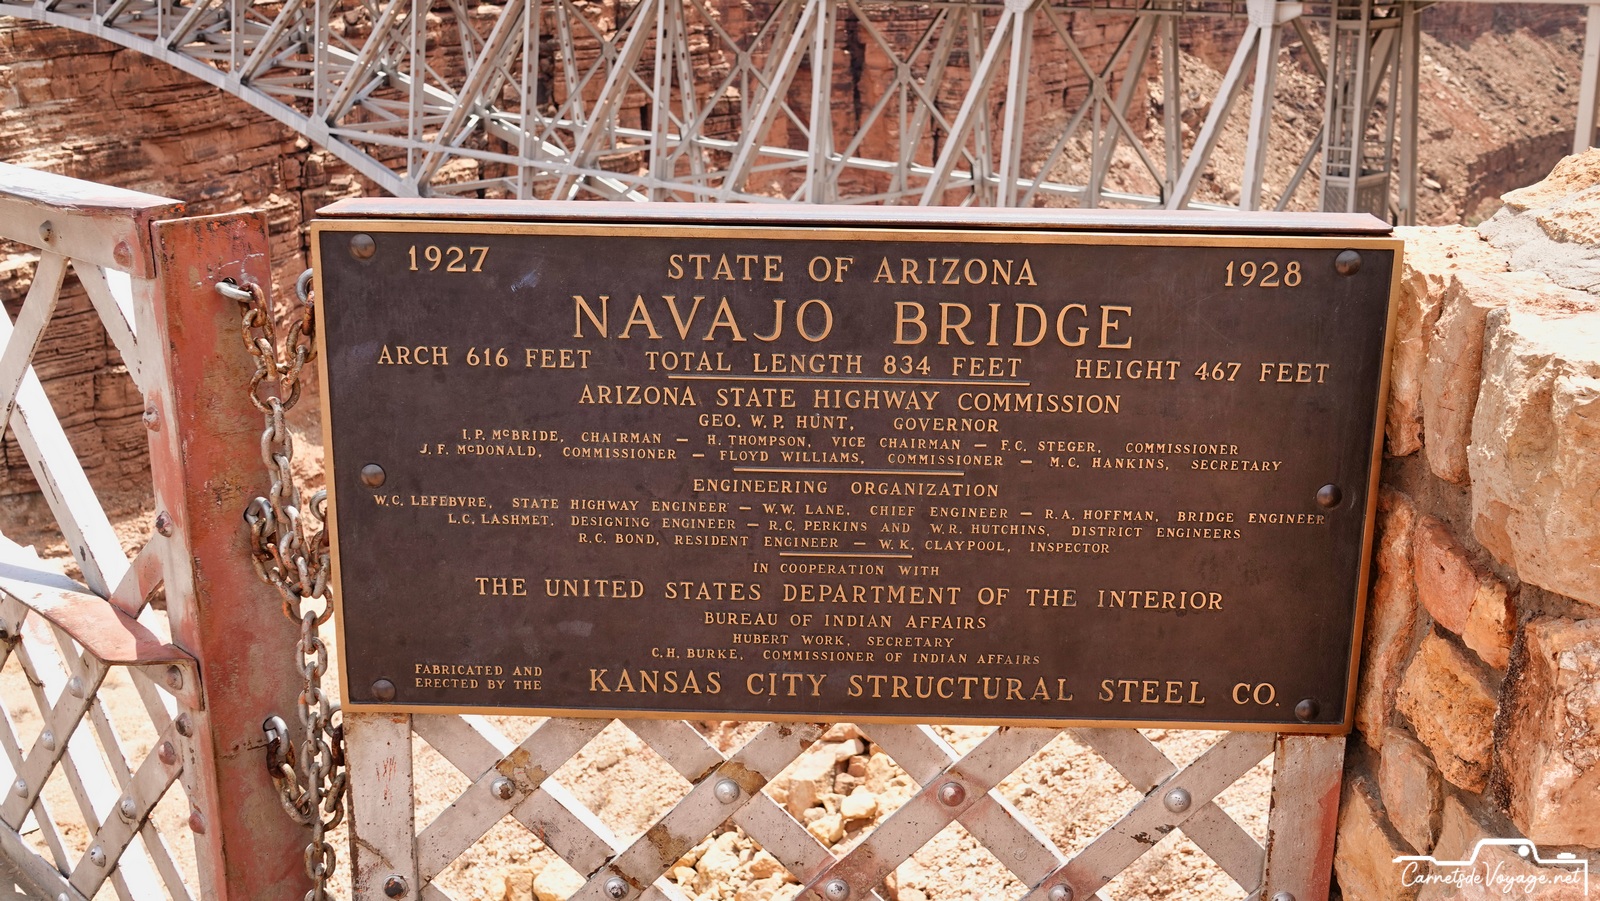 1927 STATE OF ARIZONA 1928
NAVAJO BRIDGE
ARCH 616 FEET TOTAL LENGTH 834 FEET HEIGHT 467 FEET
ARIZONA STATE HIGHWAY COMMISSION
GEO. W. P. HUNT, GOVERNOR
I. P. McBRIDE, CHAIRMAN — H. THOMPSON, VICE CHAIRMAN — F. C. STEGER, COMMISSIONER
J. F. McDONALD, COMMISSIONER — FLOYD WILLIAMS, COMMISSIONER — M. C. HANKINS, SECRETARY
ENGINEERING ORGANIZATION
W. C. LEFEBVRE, STATE HIGHWAY ENGINEER — W. W. LANE, CHIEF ENGINEER — R. A. HOFFMAN, BRIDGE ENGINEER
L. C. LASHMET, DESIGNING ENGINEER — R. C. PERKINS AND W. R. HUTCHINS, DISTRICT ENGINEERS
R. C. BOND, RESIDENT ENGINEER — W. K. CLAYPOOL, INSPECTOR
IN COOPERATION WITH
THE UNITED STATES DEPARTMENT OF THE INTERIOR
BUREAU OF INDIAN AFFAIRS
HUBERT WORK, SECRETARY
C. H. BURKE, COMMISSIONER OF INDIAN AFFAIRS
FABRICATED AND
ERECTED BY THE KANSAS CITY STRUCTURAL STEEL CO.
CarnetsdeVoyage.net